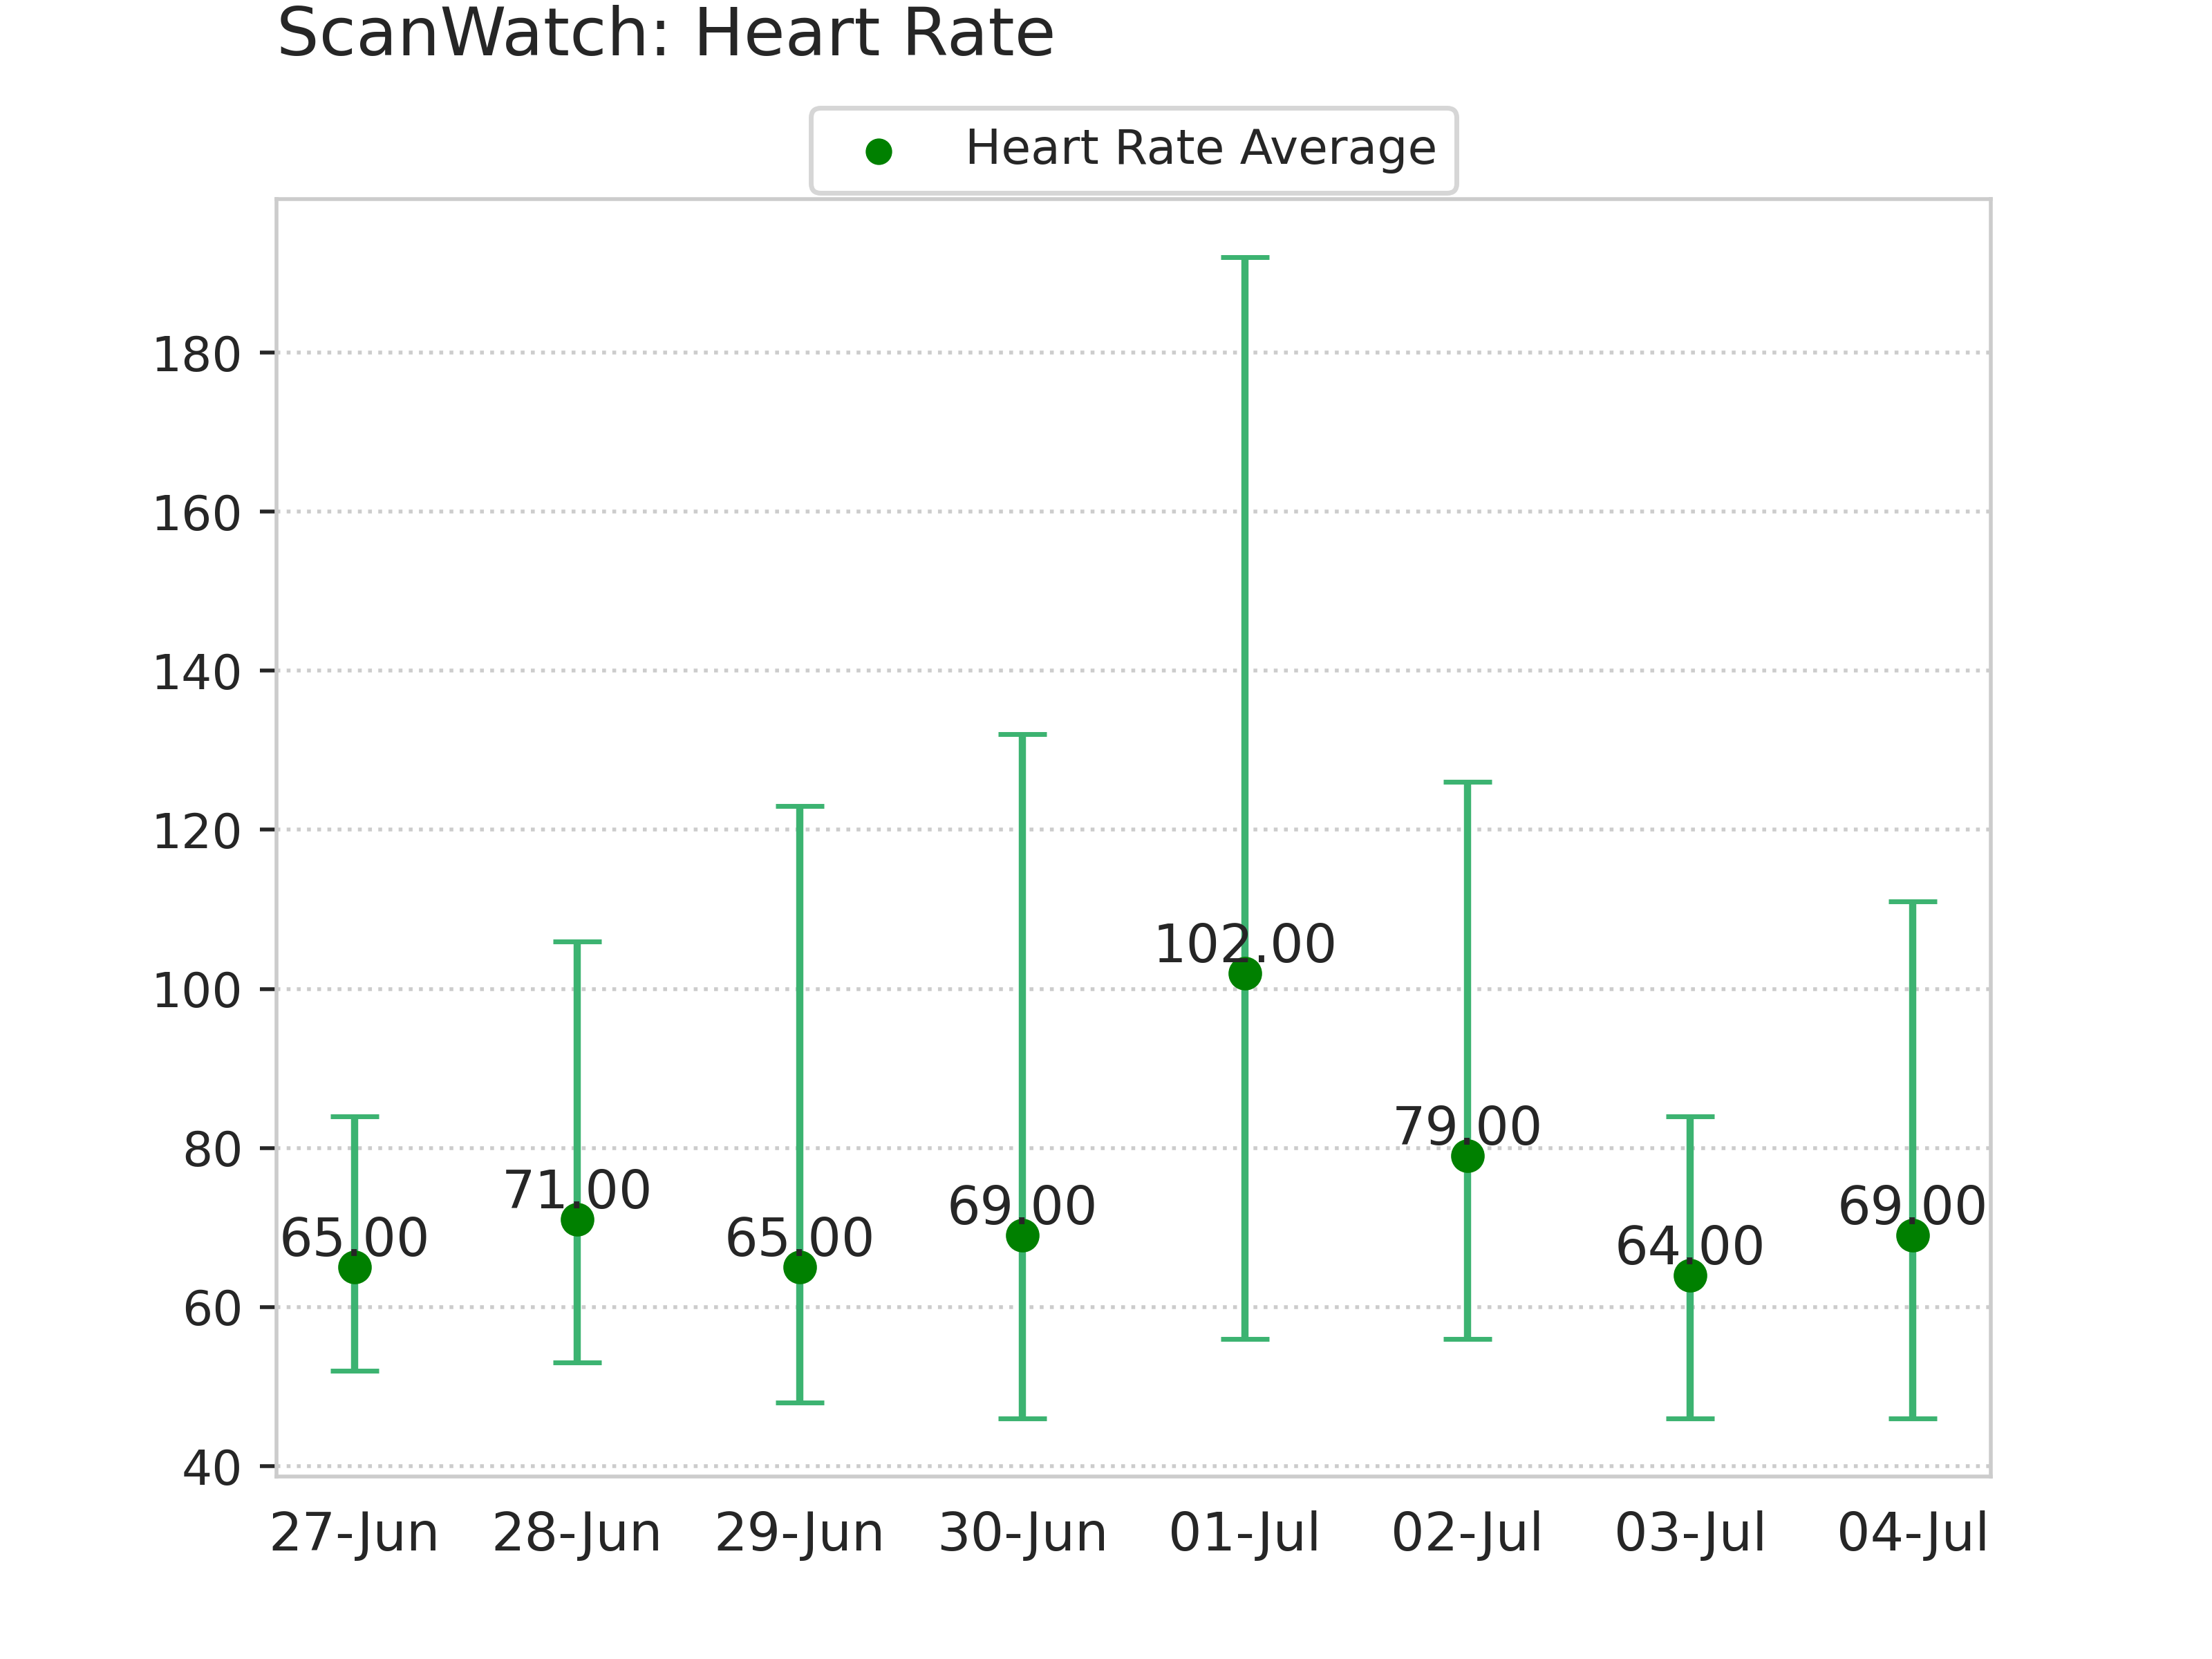 ScanWatch: Heart Rate
Heart Rate Average
180
160
140
120
100
80
60
40
65.00
71.00
65.00
69.00
102.00
79.00
64.00
69.00
27-Jun
28-Jun
29-Jun
30-Jun
01-Jul
02-Jul
03-Jul
04-Jul